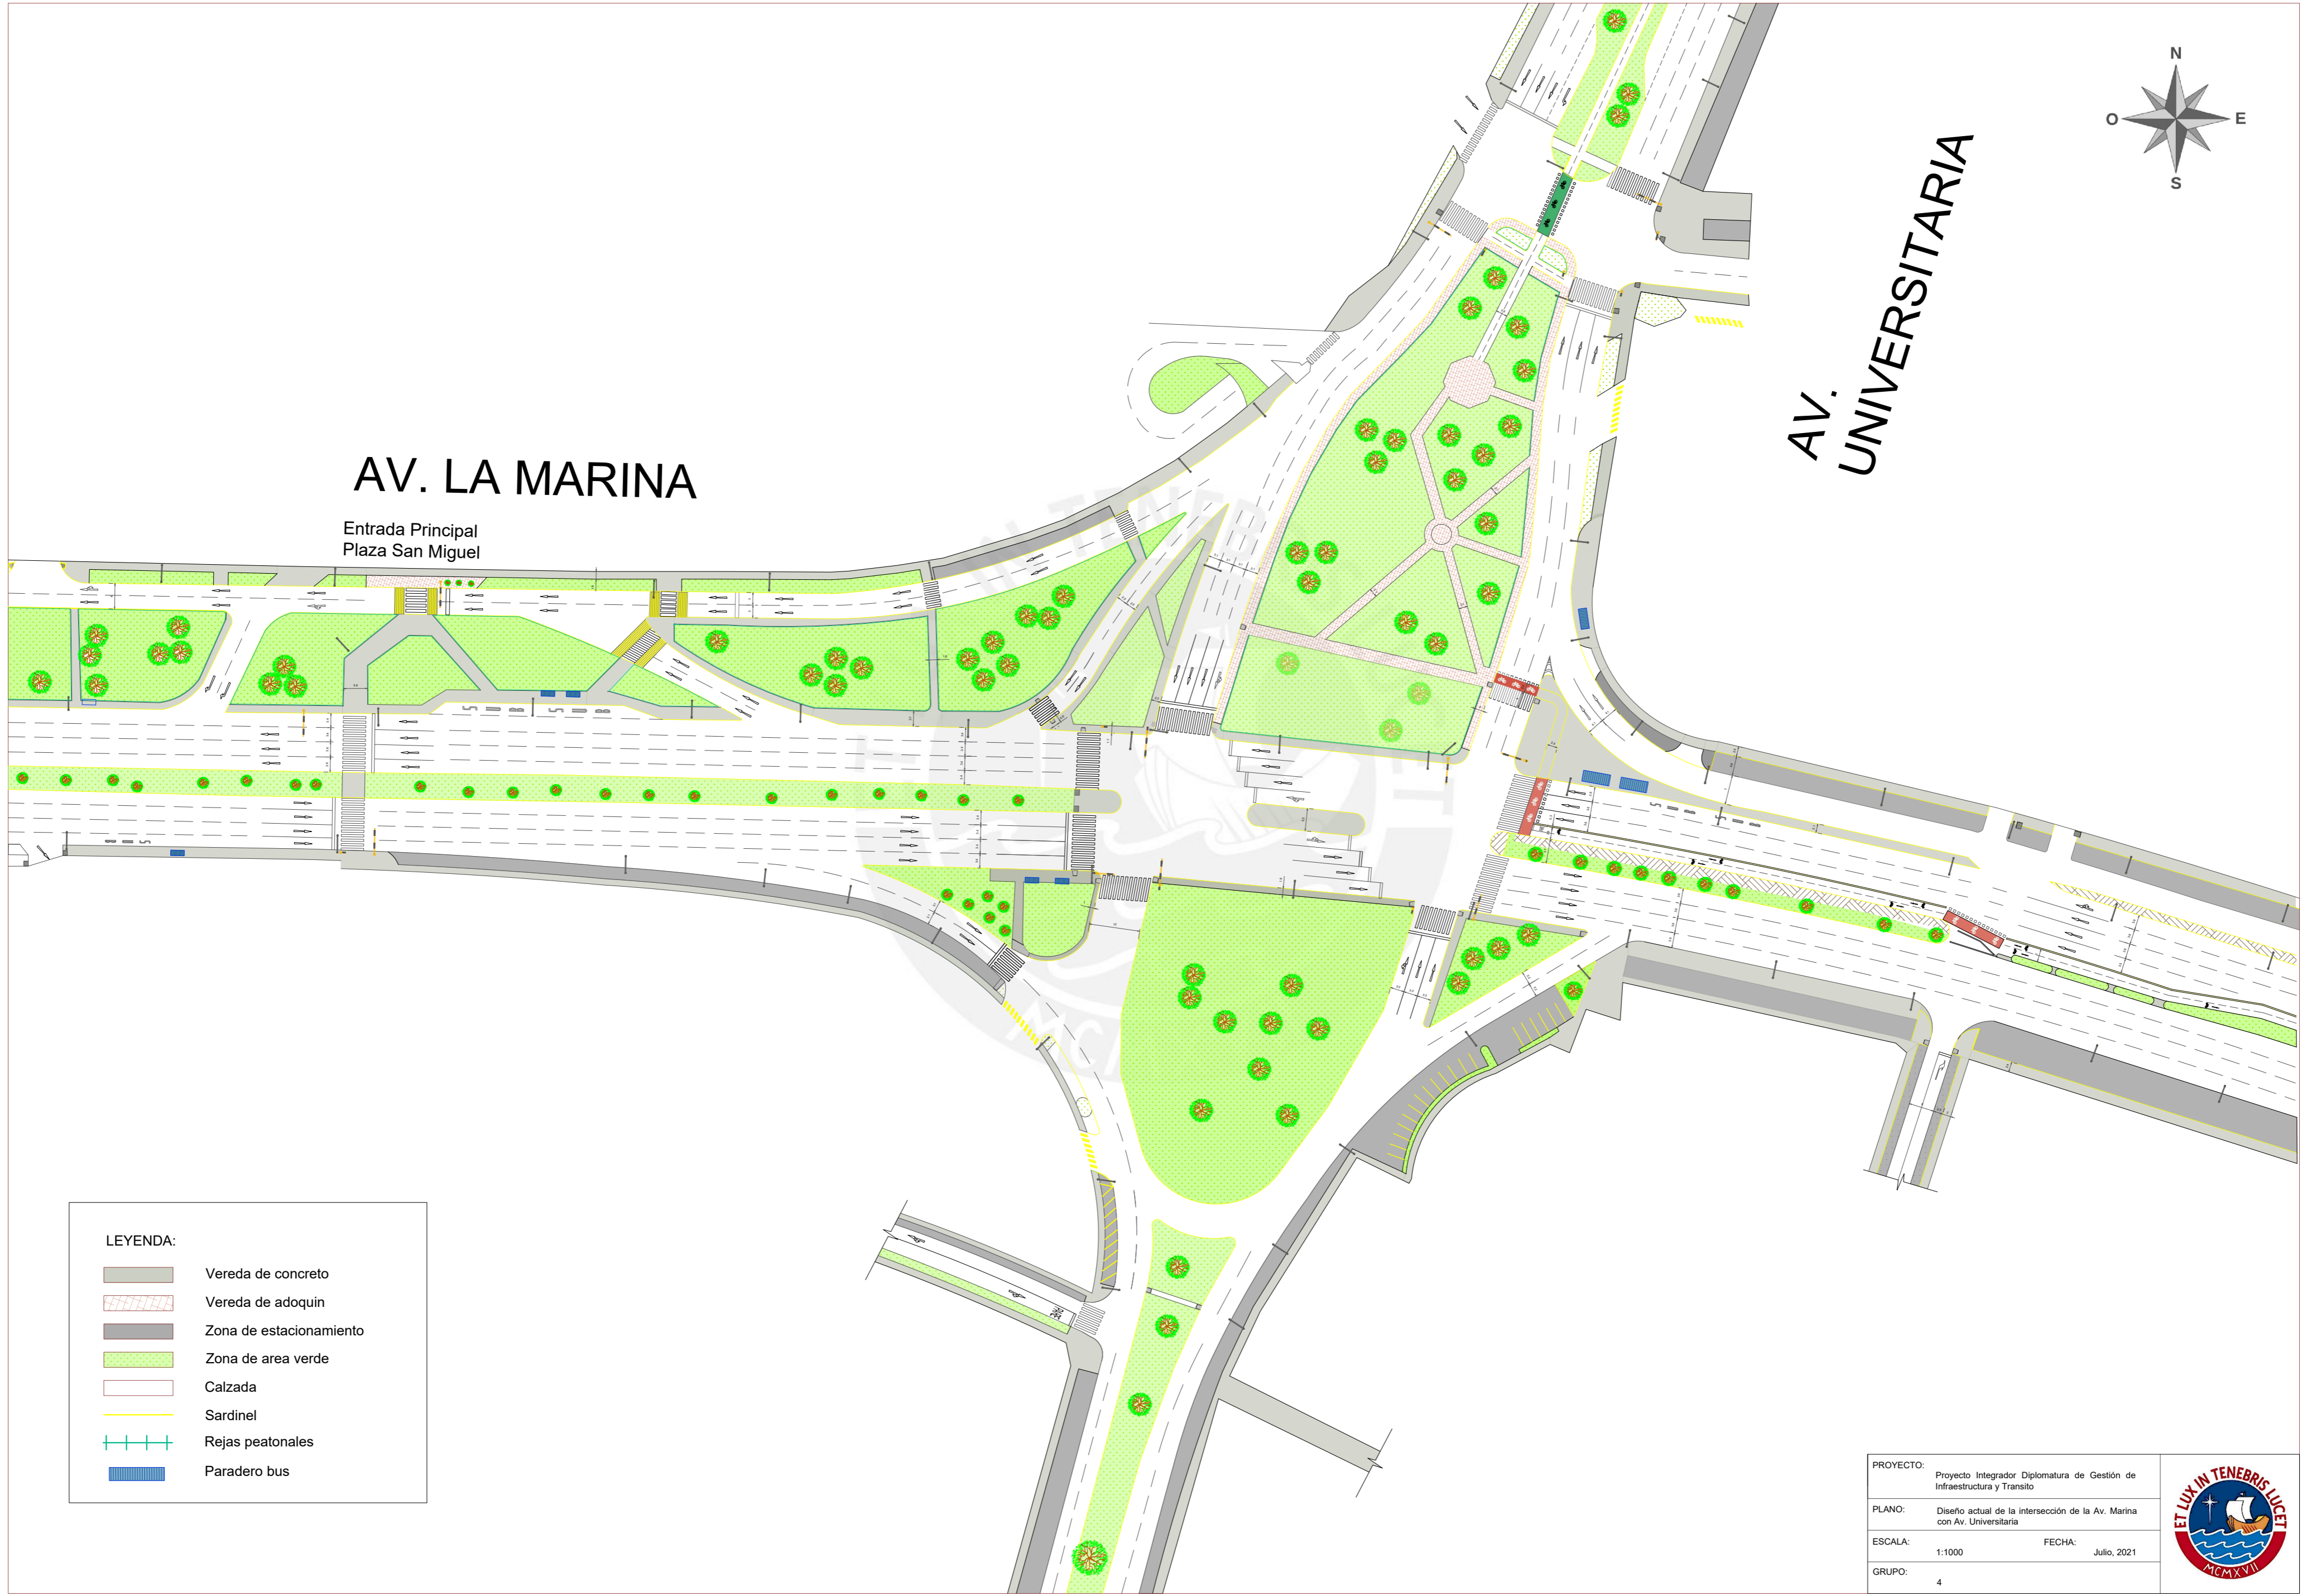 N
O
E
S
AV.
UNIVERSITARIA
AV. LA MARINA
Entrada Principal
Plaza San Miguel
LEYENDA:
Vereda de concreto
Vereda de adoquin
Zona de estacionamiento
Zona de area verde
Calzada
Sardinel
Rejas peatonales
Paradero bus
PROYECTO:
Proyecto Integrador Diplomatura de Gestión de
Infraestructura y Transito
PLANO:
Diseño actual de la intersección de la Av. Marina
con Av. Universitaria
ESCALA:
1:1000
FECHA:
Julio, 2021
GRUPO:
4
ET LUX IN TENEBRIS LUCET
MCMXVII